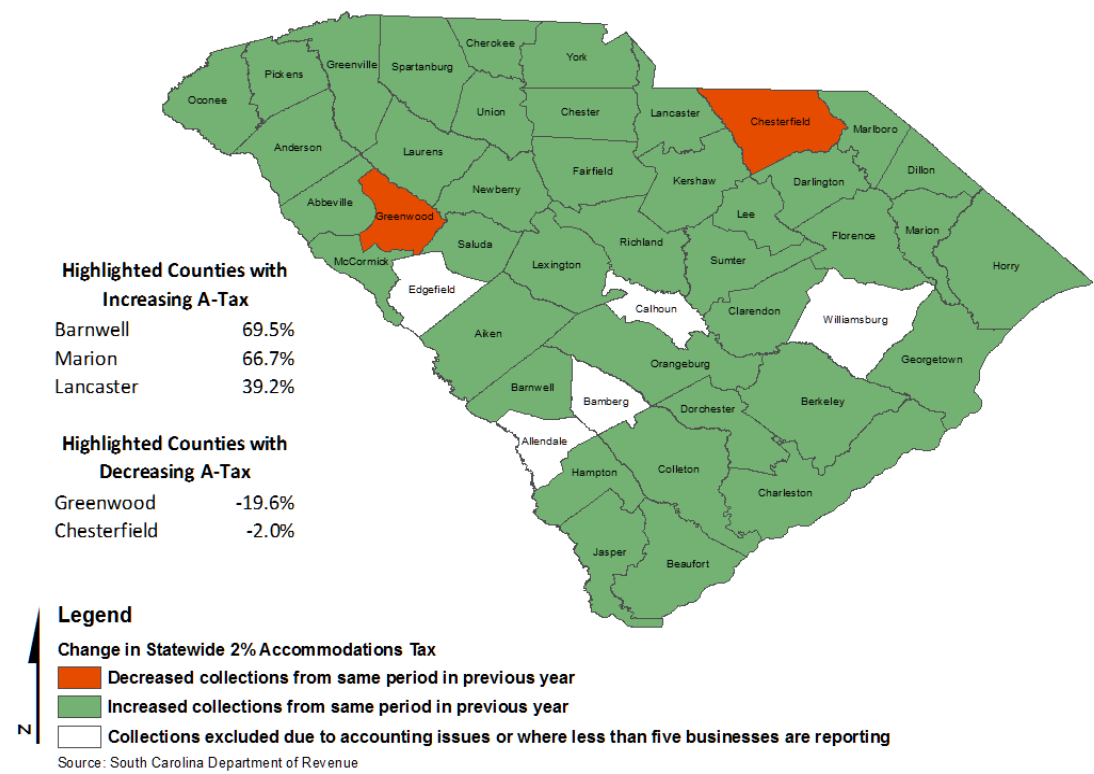 Cherokee
York
Greenville
Spartanburg
Pickens
Oconee
Union
Chester
Lancaster
Chesterfield
Marlboro
Anderson
Laurens
Fairfield
Kershaw
Darlington
Dillon
Newberry
Abbeville
Greenwood
Lee
Marion
Florence
Saluda
Richland
McCormick
Lexington
Sumter
Horry
Edgefield
Calhoun
Clarendon
Williamsburg
Aiken
Georgetown
Orangeburg
Barnwell
Bamberg
Dorchester
Berkeley
Allendale
Hampton
Colleton
Charleston
Jasper
Beaufort
Highlighted Counties with
Increasing A-Tax
Barnwell 69.5%
Marion 66.7%
Lancaster 39.2%
Highlighted Counties with
Decreasing A-Tax
Greenwood -19.6%
Chesterfield -2.0%
Legend
Change in Statewide 2% Accommodations Tax
Decreased collections from same period in previous year
Increased collections from same period in previous year
Collections excluded due to accounting issues or where less than five businesses are reporting
Source: South Carolina Department of Revenue
N